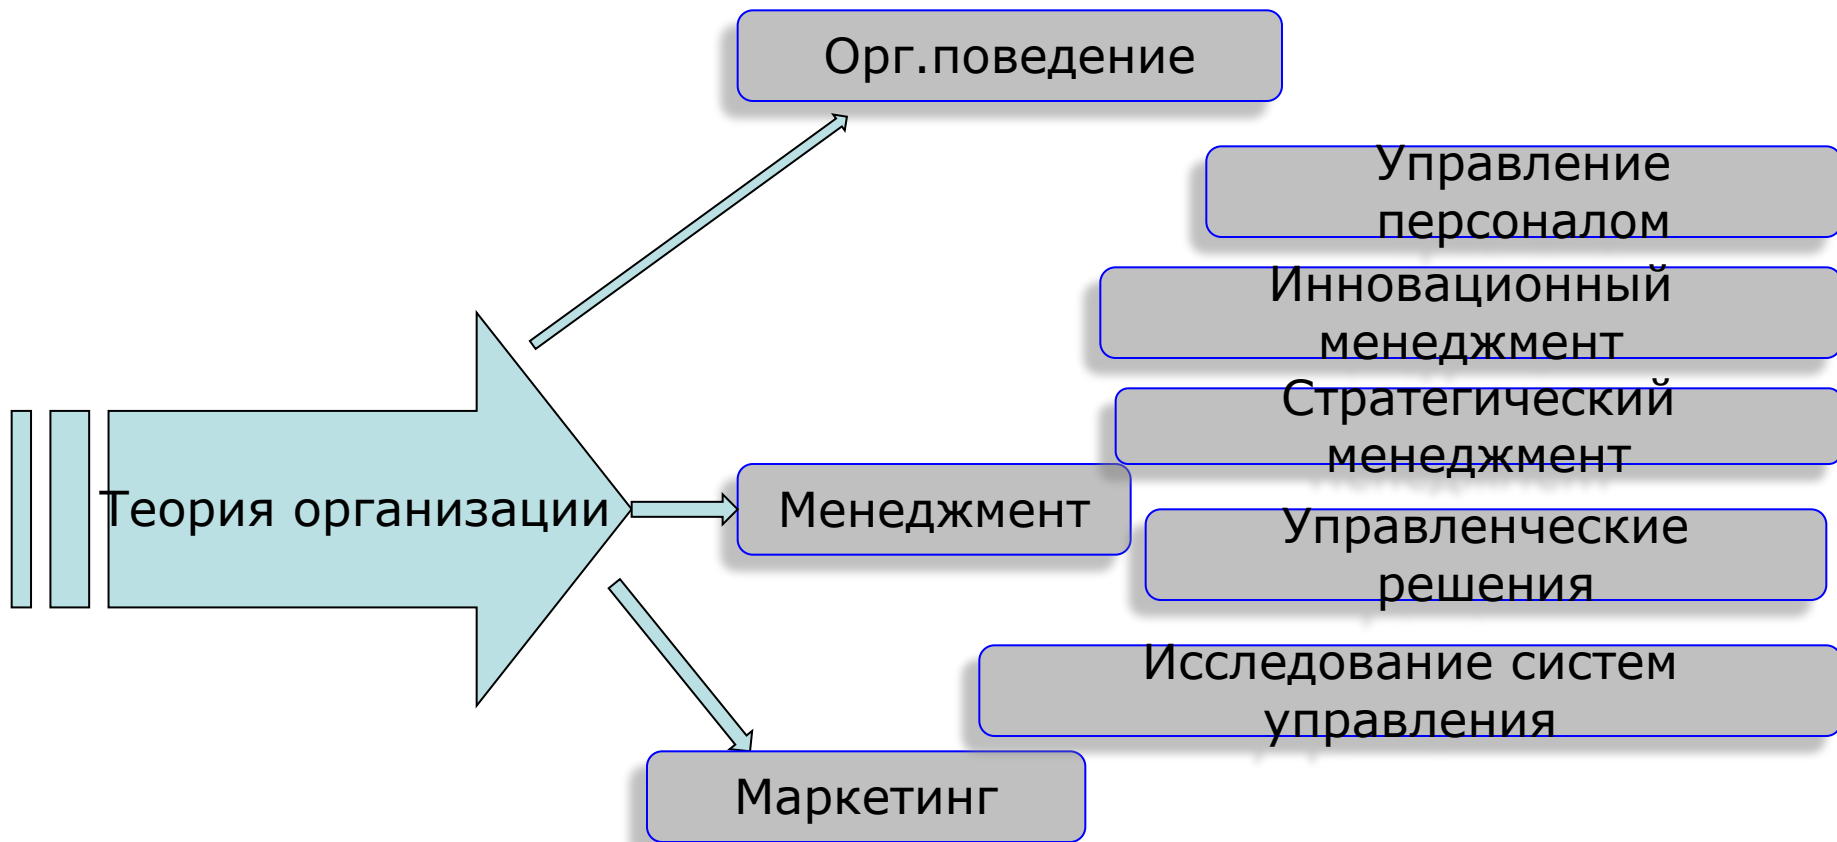 Орг.поведение
Управление
персоналом
Инновационный
менеджмент
Стратегический
менеджмент
Теория организации
Менеджмент
Управленческие
решения
Исследование систем
управления
Маркетинг